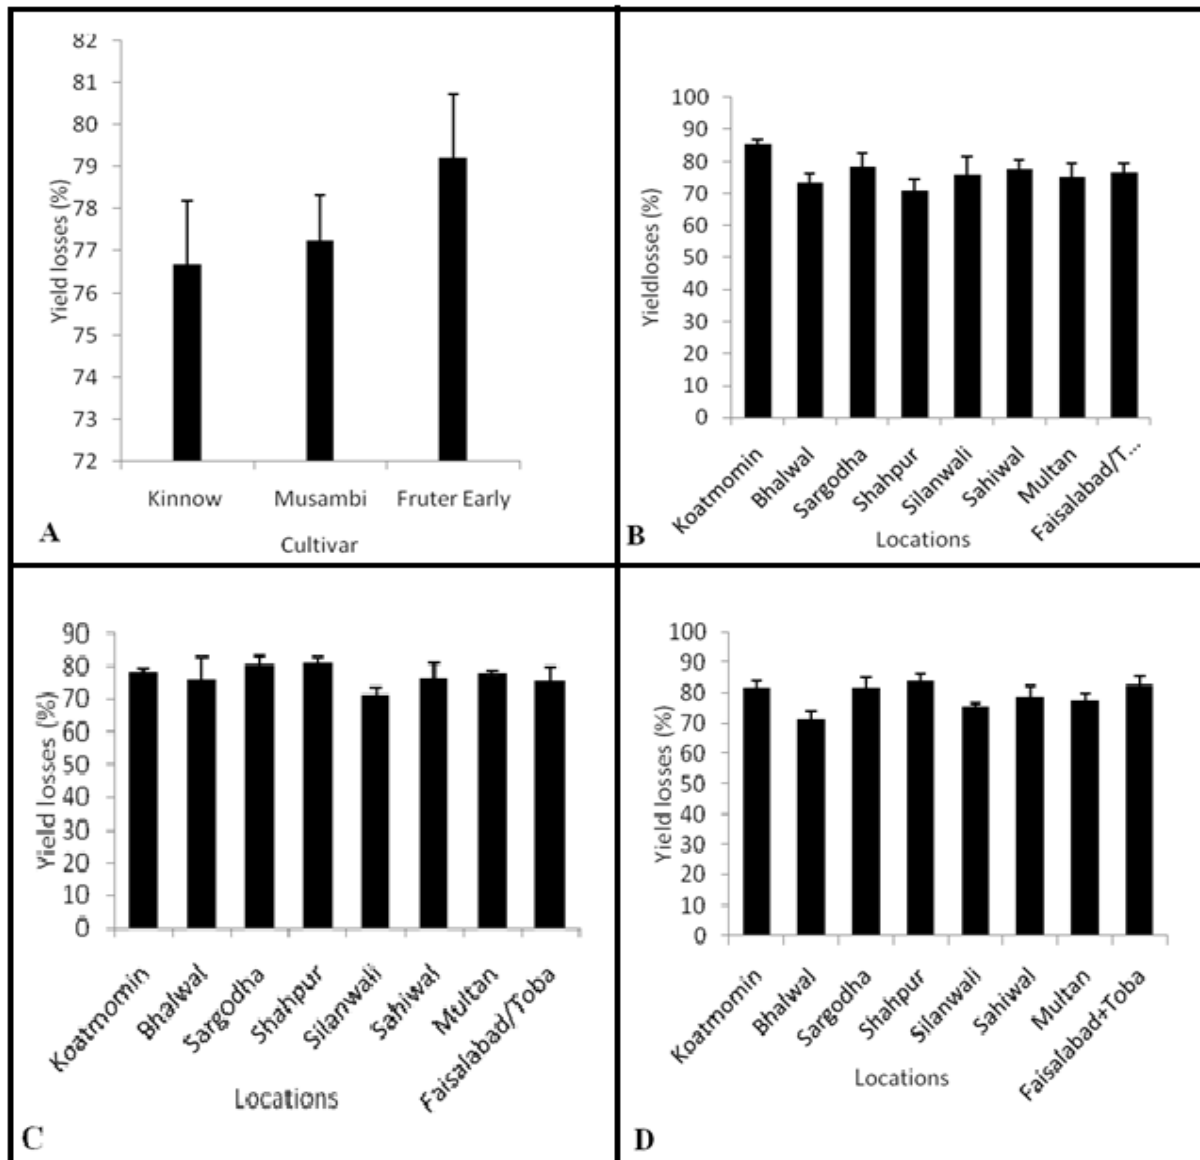 82
81
80
79
78
77
76
75
74
73
72
Yield losses (%)
Kinnow Musambi Fruter Early
Cultivar
A
100
90
80
70
60
50
40
30
20
10
0
Yieldlosses (%)
Koatmomin
Bhalwal
Sargodha
Shahpur
Silanwali
Sahiwal
Multan
Faisalabad/T...
Locations
B
90
80
70
60
50
40
30
20
10
0
Yield losses (%)
Koatmomin
Bhalwal
Sargodha
Shahpur
Silanwali
Sahiwal
Multan
Faisalabad/Toba
Locations
C
100
90
80
70
60
50
40
30
20
10
0
Yield losses (%)
Koatmomin
Bhalwal
Sargodha
Shahpur
Silanwali
Sahiwal
Multan
Faisalabad+Toba
Locations
D